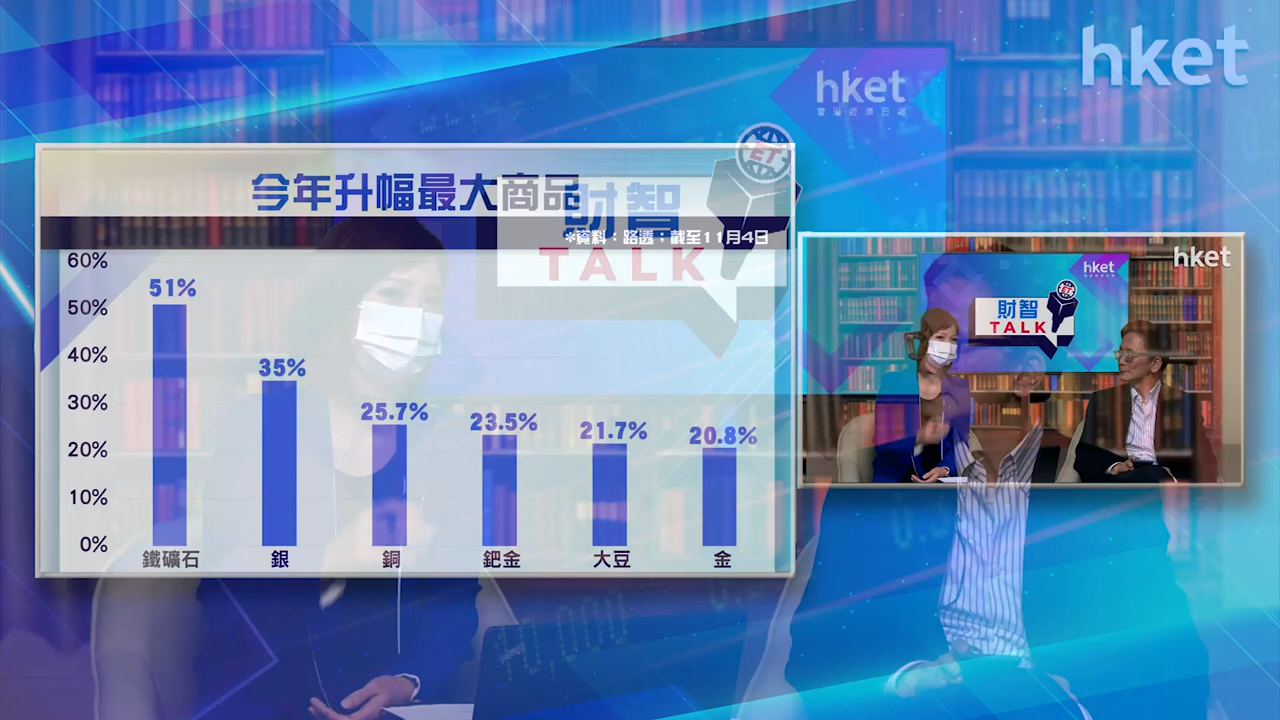 hket
hket
香港經濟日報
ET
今年升幅最大商品
財智
*資料：路透；截至11月4日
TALK
60%
50%
40%
30%
20%
10%
0%
51%
35%
25.7%
23.5%
21.7%
20.8%
鐵礦石
銀
銅
鈀金
大豆
金
hket
hket
財智
TALK